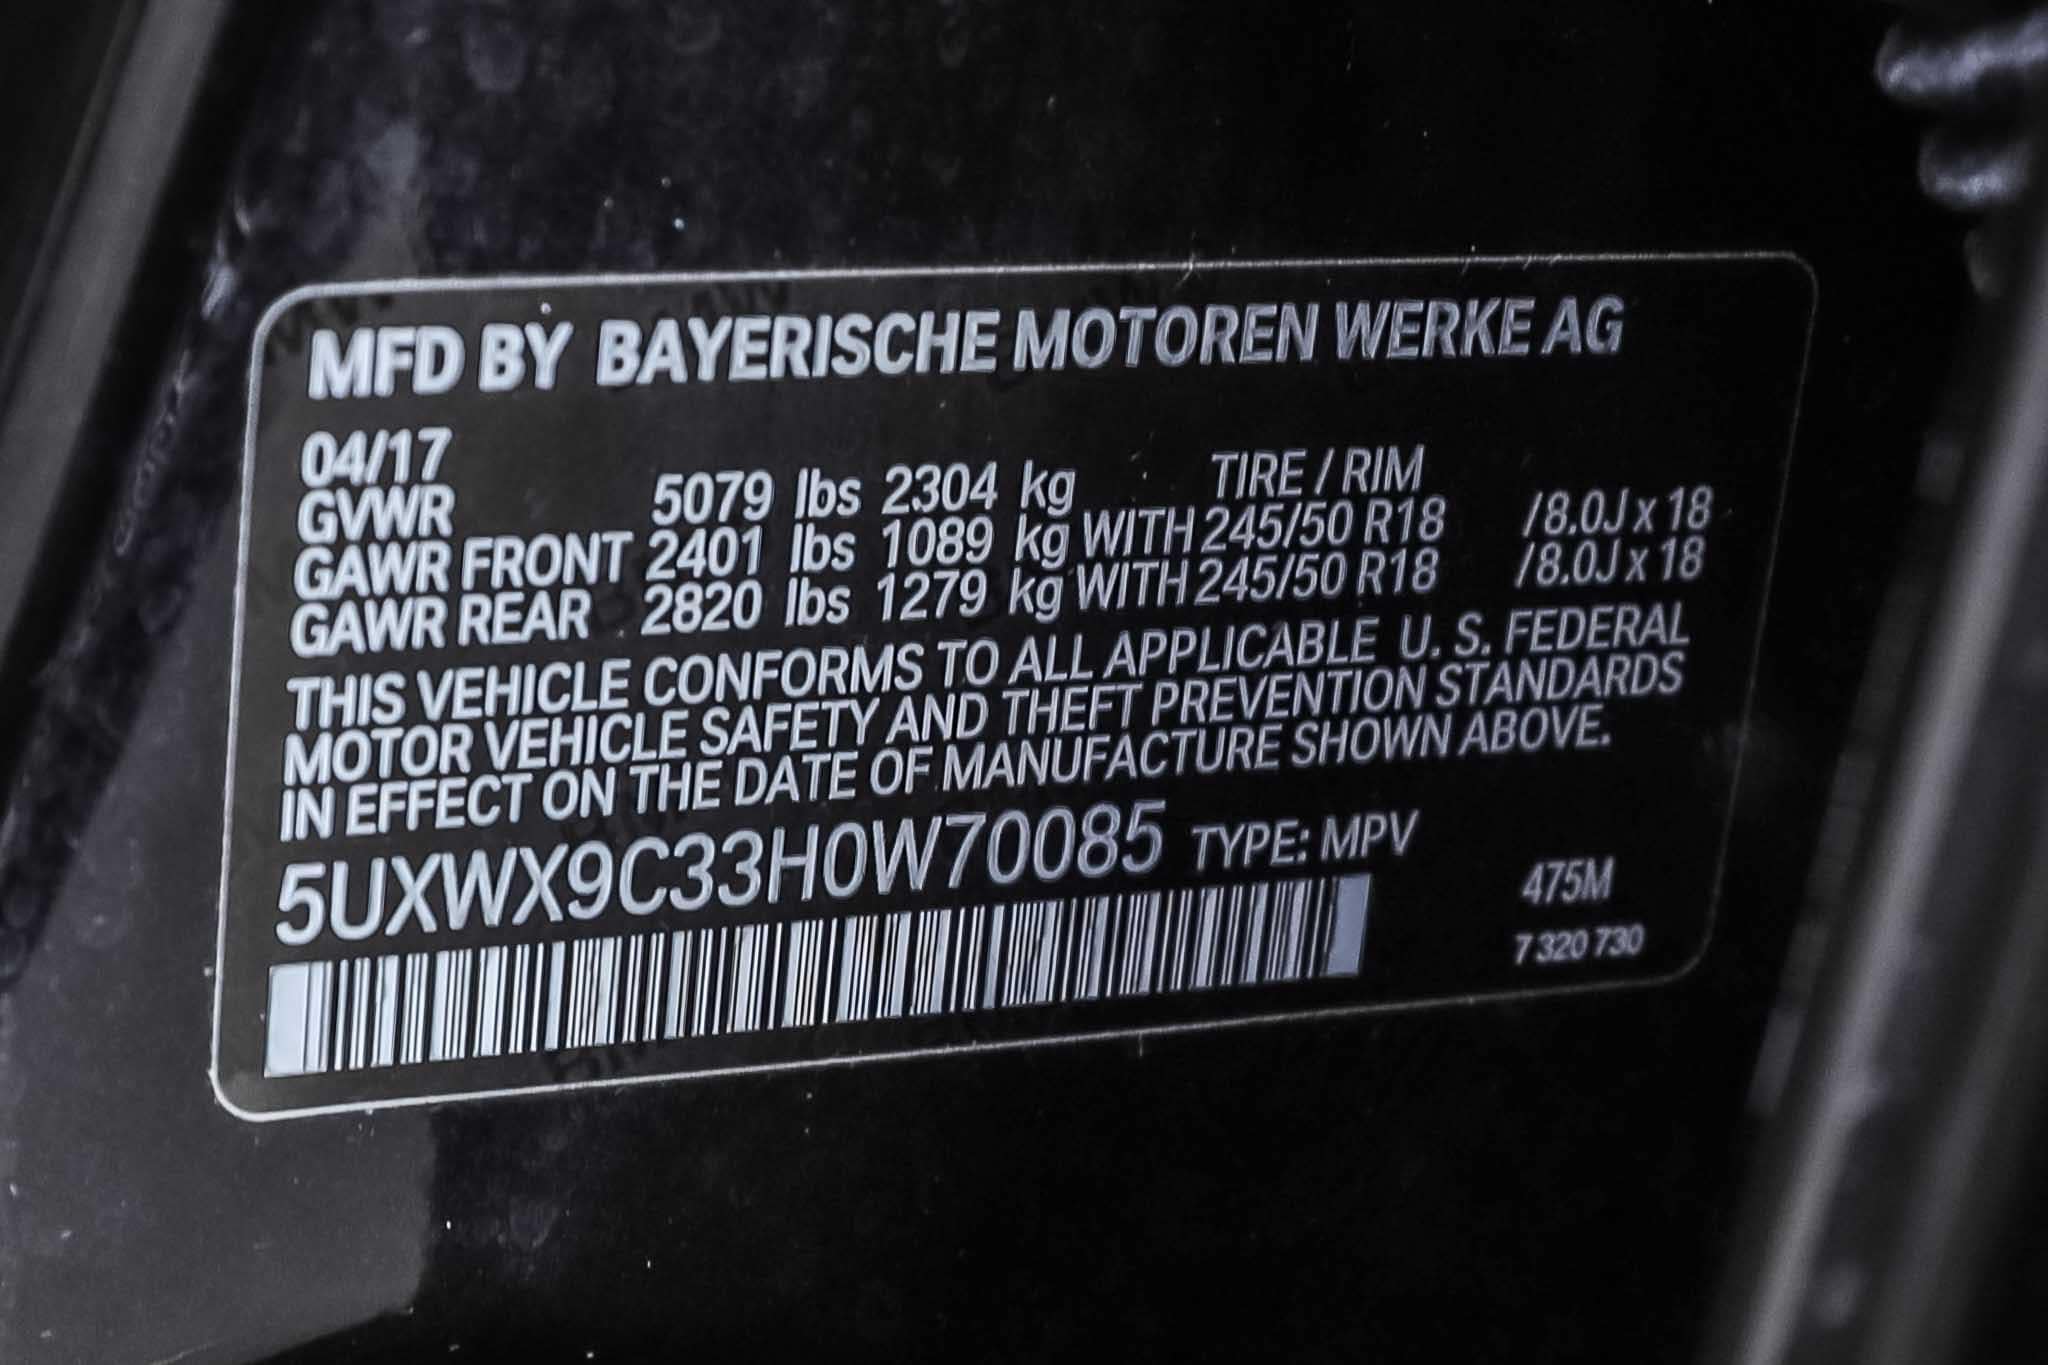 MFD BY BAYERISCHE MOTOREN WERKE AG
04/17
GVWR 5079 lbs 2304 kg TIRE / RIM
GAWR FRONT 2401 lbs 1089 kg WITH 245/50 R18 /8.0J x 18
GAWR REAR 2820 lbs 1279 kg WITH 245/50 R18 /8.0J x 18
THIS VEHICLE CONFORMS TO ALL APPLICABLE U. S. FEDERAL
MOTOR VEHICLE SAFETY AND THEFT PREVENTION STANDARDS
IN EFFECT ON THE DATE OF MANUFACTURE SHOWN ABOVE.
5UXWX9C33H0W70085 TYPE: MPV
475M
7 320 730